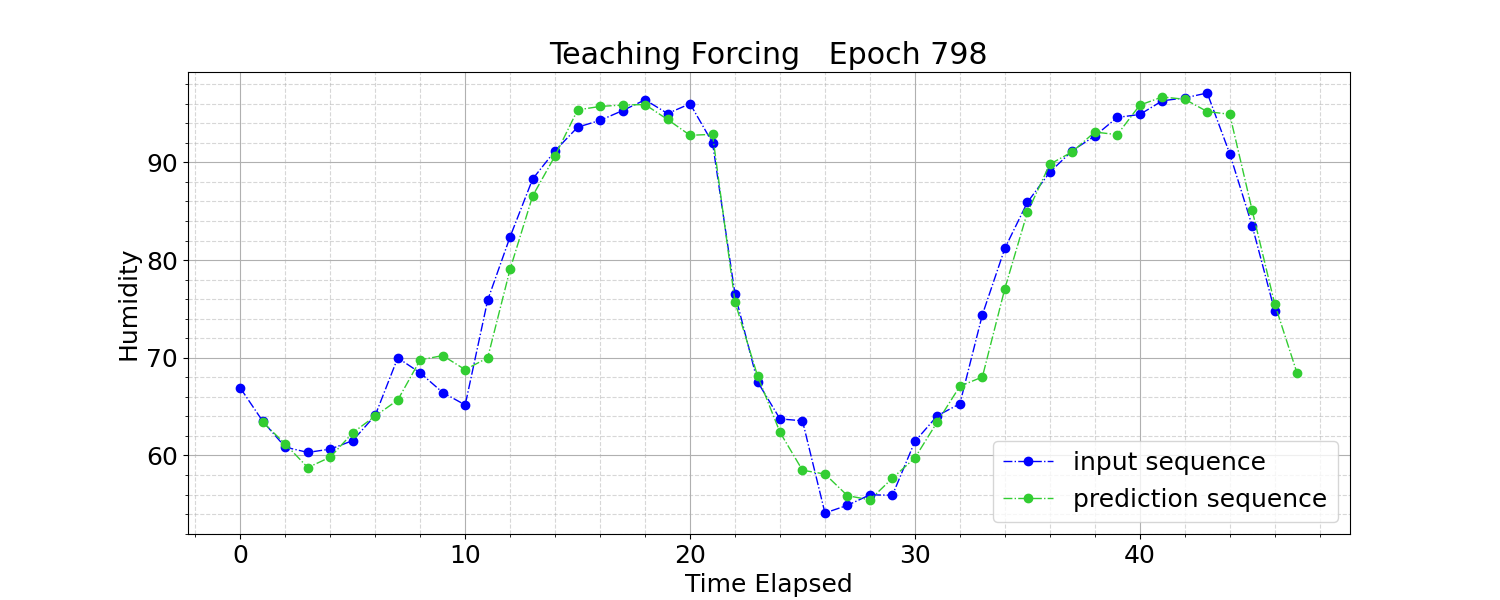 Teaching Forcing   Epoch 798
Humidity
90
80
70
60
0
10
20
30
40
Time Elapsed
input sequence
prediction sequence